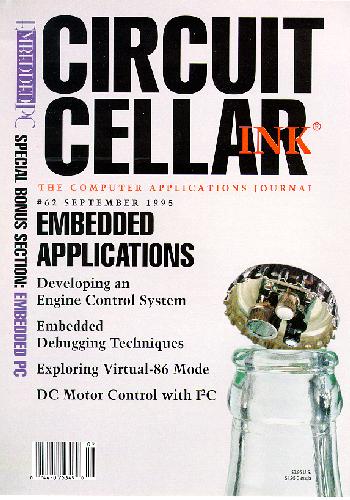 CIRCUIT
CELLAR
INK®
THE COMPUTER APPLICATIONS JOURNAL
#62 SEPTEMBER 1995
EMBEDDED
APPLICATIONS
Developing an
Engine Control System
Embedded
Debugging Techniques
Exploring Virtual-86 Mode
DC Motor Control with I²C
EMBEDDED PC
SPECIAL BONUS SECTION: EMBEDDED PC
09